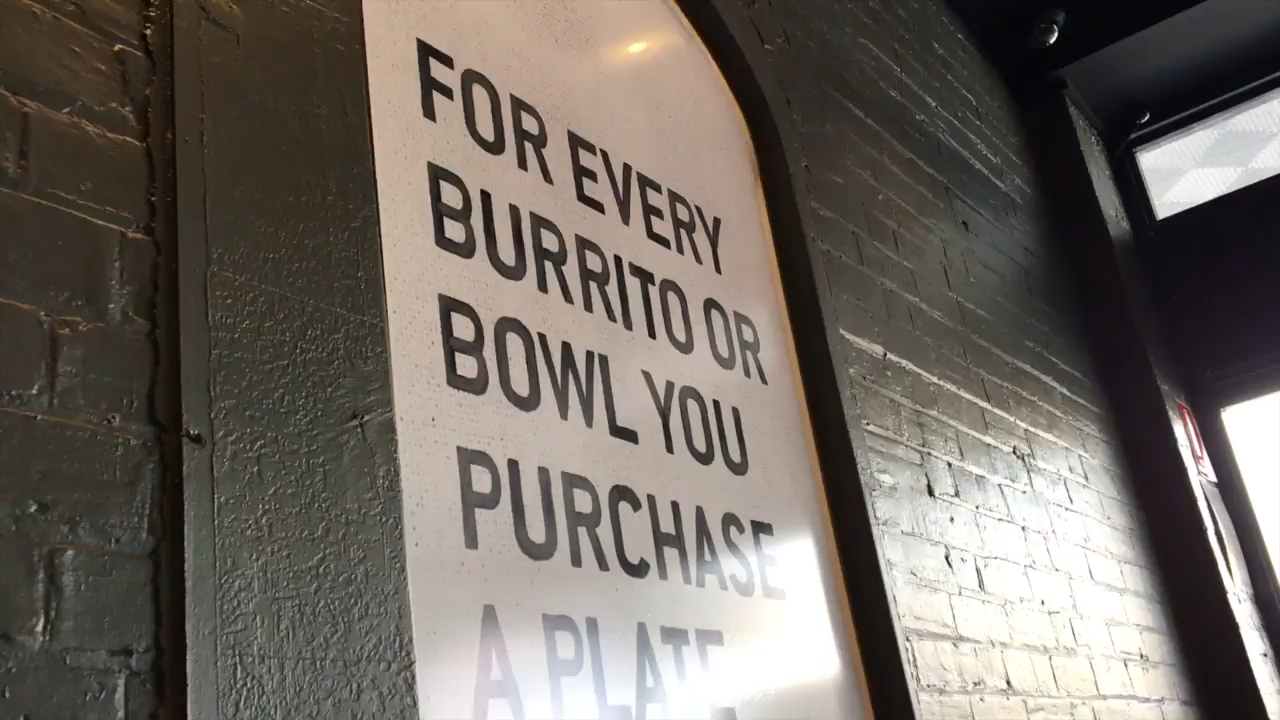 FOR EVERY
BURRITO OR
BOWL YOU
PURCHASE
A PLATE